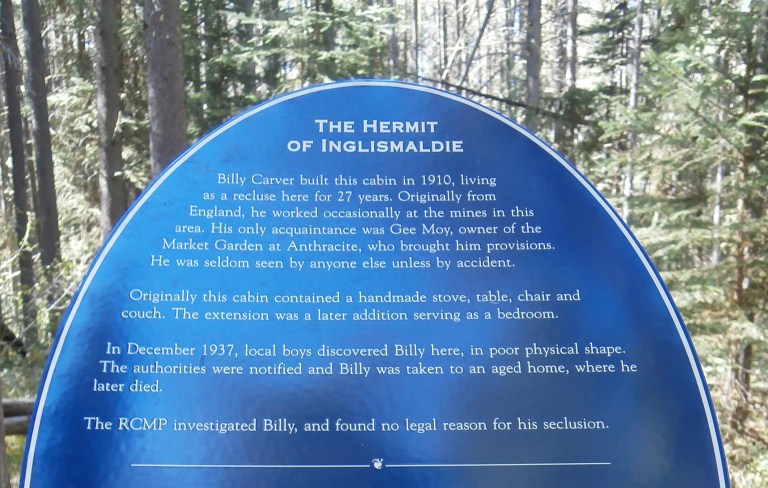 The Hermit
of Inglismaldie
Billy Carver built this cabin in 1910, living
as a recluse here for 27 years. Originally from
England, he worked occasionally at the mines in this
area. His only acquaintance was Gee Moy, owner of the
Market Garden at Anthracite, who brought him provisions.
He was seldom seen by anyone else unless by accident.
Originally this cabin contained a handmade stove, table, chair and
couch. The extension was a later addition serving as a bedroom.
In December 1937, local boys discovered Billy here, in poor physical shape.
The authorities were notified and Billy was taken to an aged home, where he
later died.
The RCMP investigated Billy, and found no legal reason for his seclusion.